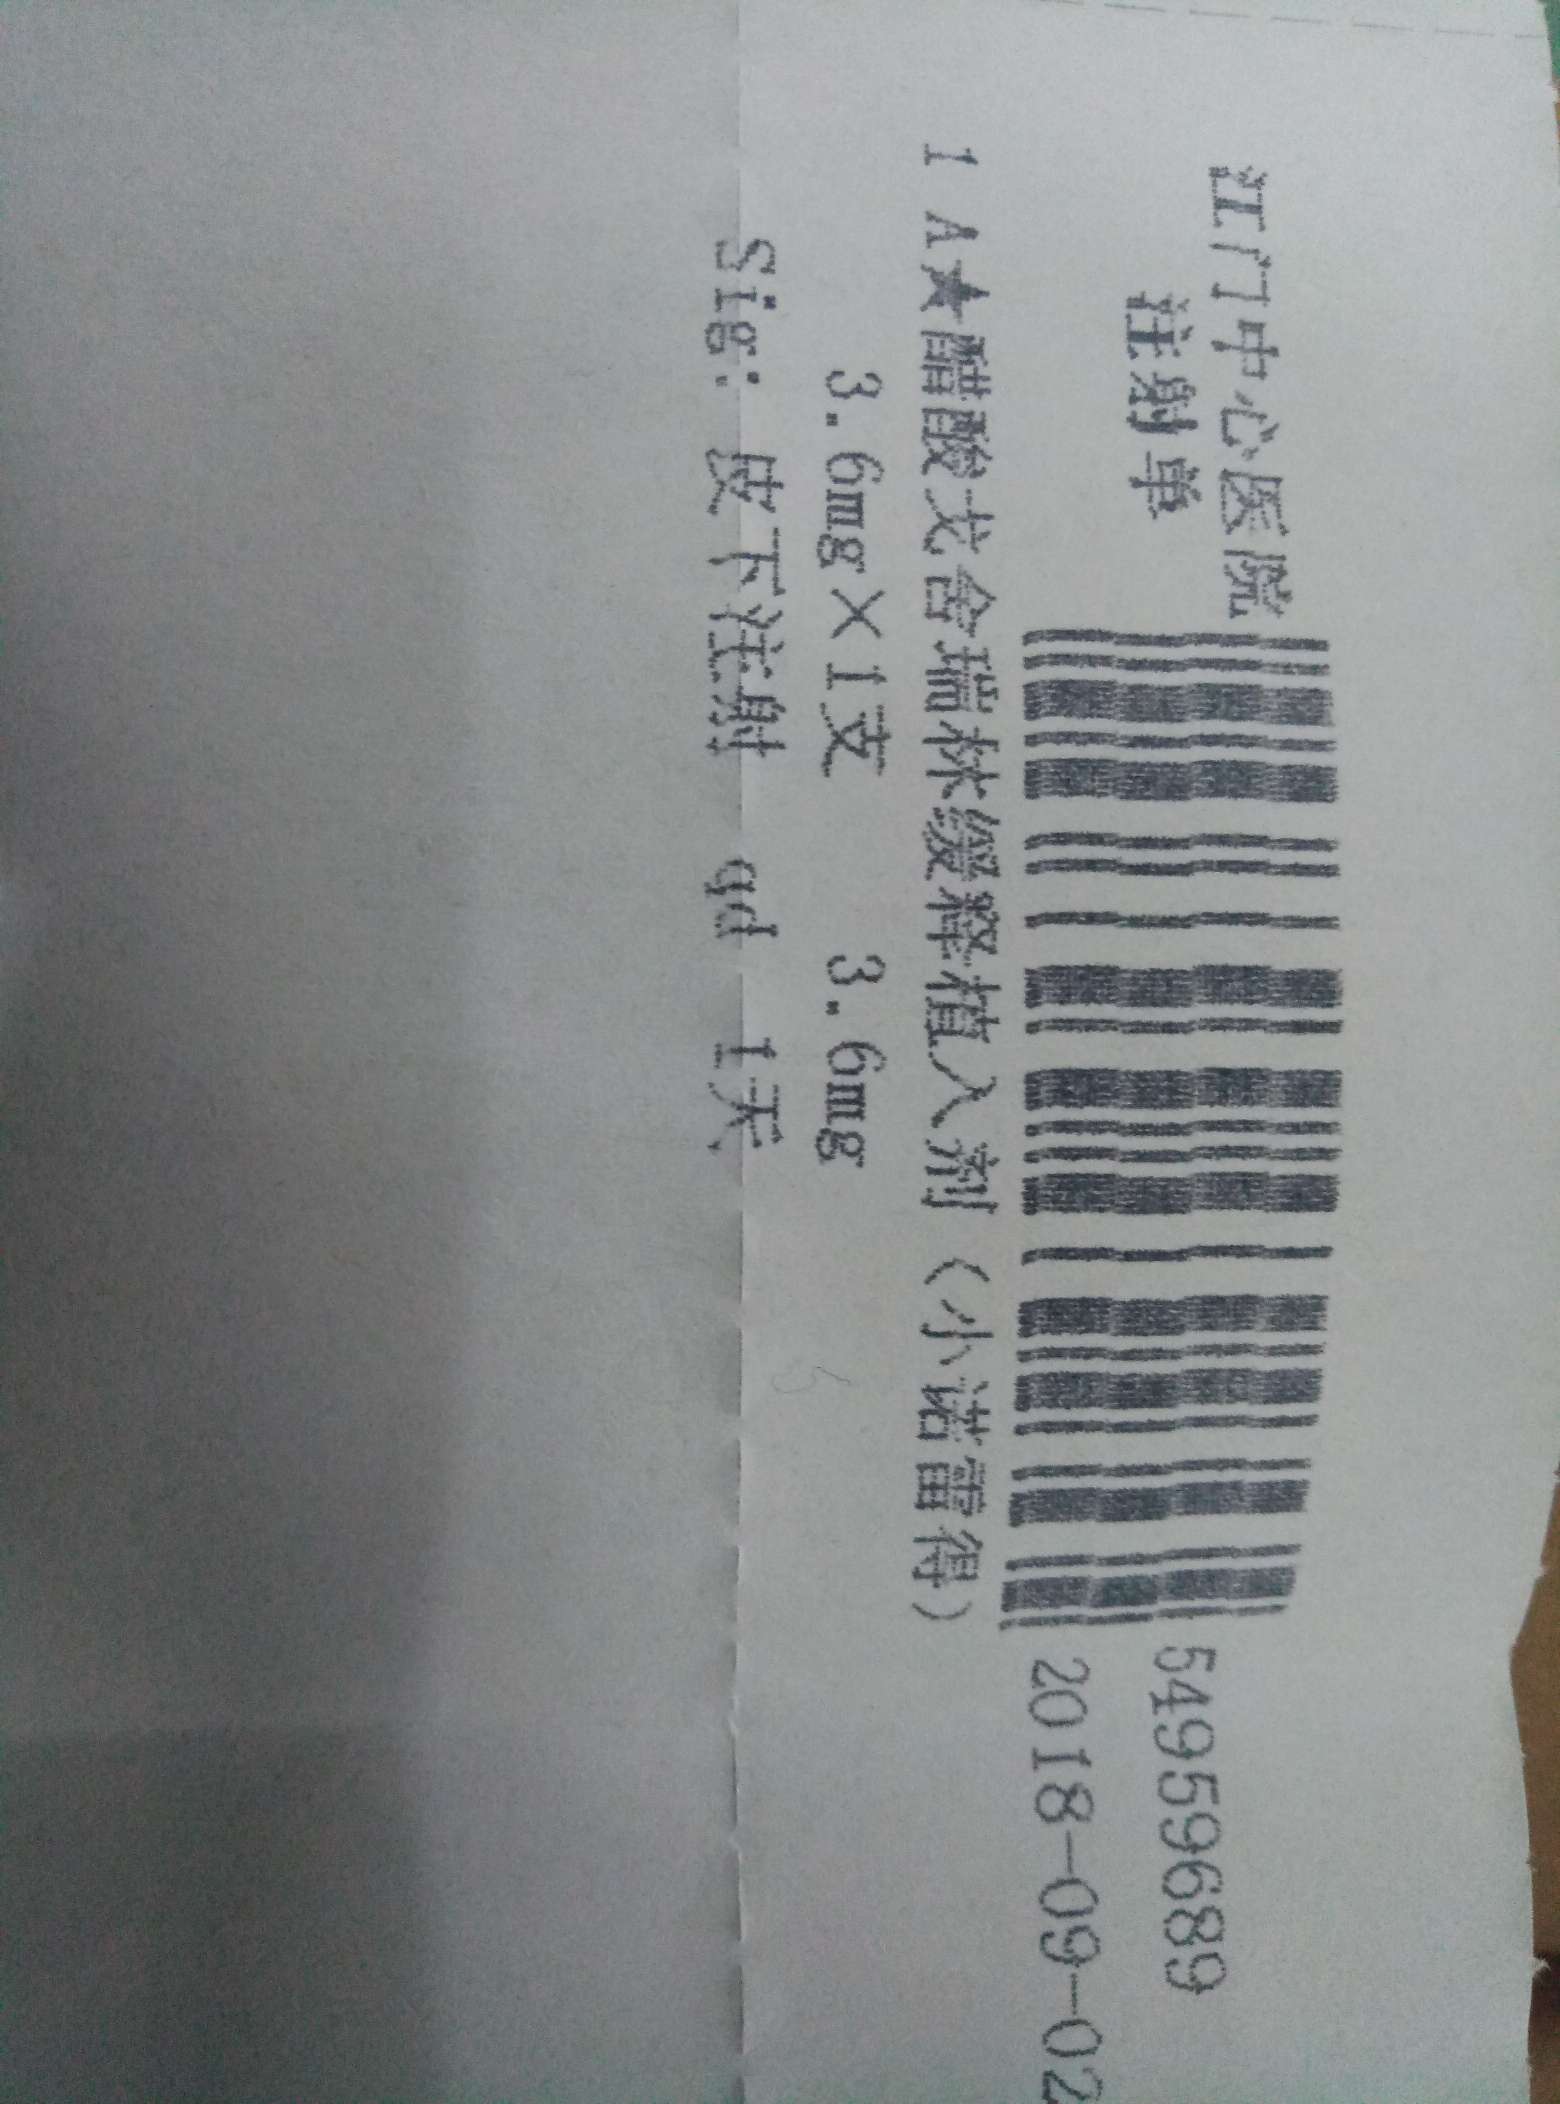 江门中心医院
注射单
549599689
2018-09-02
1 A★醋酸戈舍瑞林缓释植入剂（小诺雷得）
3.6mg×1支 3.6mg
Sig: 皮下注射 qd 1天